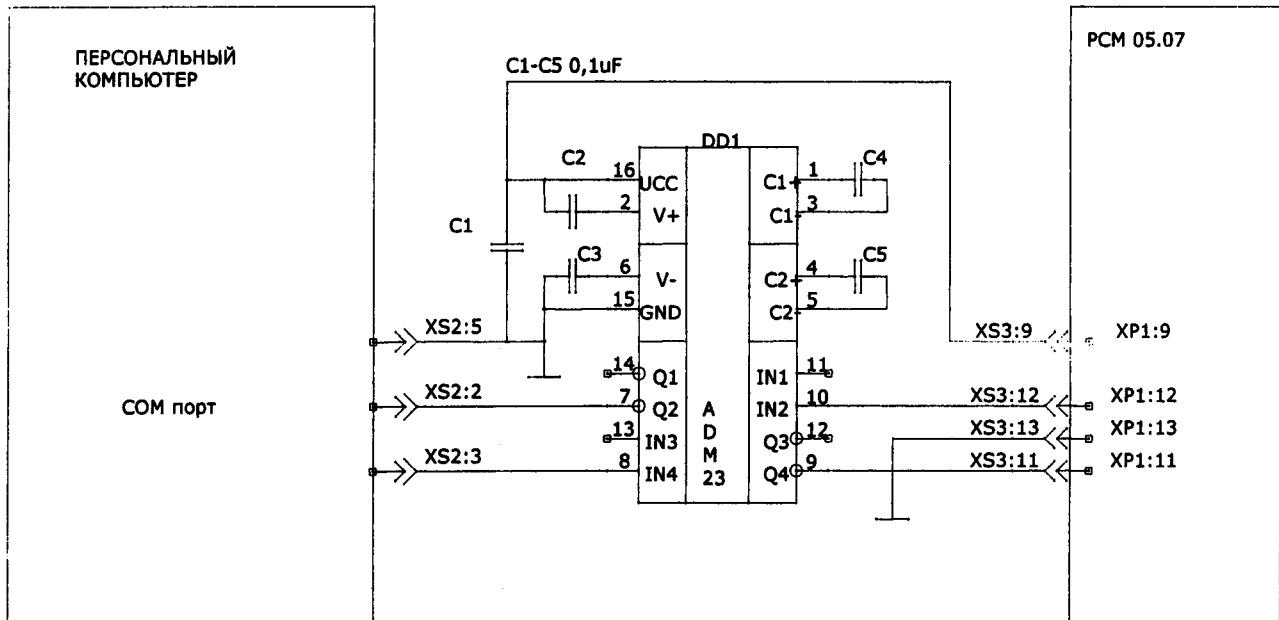 ПЕРСОНАЛЬНЫЙ
КОМПЬЮТЕР
РСМ 05.07
C1-C5 0,1uF
DD1
C2
16
UCC
1
C1+
C4
2
V+
3
C1-
C1
C3
6
V-
4
C2+
C5
15
GND
5
C2-
XS2:5
XS3:9
XP1:9
14
Q1
IN1
11
COM порт
XS2:2
7
Q2
IN2
10
XS3:12
XP1:12
13
IN3
Q3
12
XS3:13
XP1:13
XS2:3
8
IN4
Q4
9
XS3:11
XP1:11
A
D
M
23